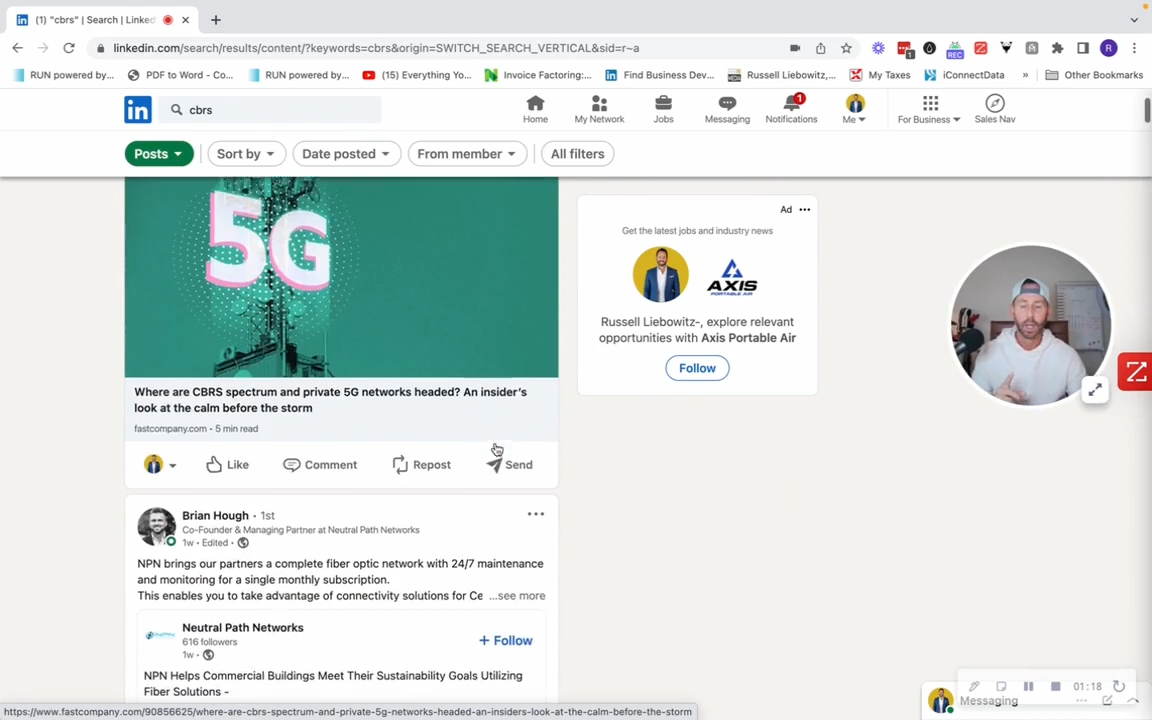 (1) "cbrs" | Search | Linked
linkedin.com/search/results/content/?keywords=cbrs&origin=SWITCH_SEARCH_VERTICAL&sid=r~a
1
REC
R
RUN powered by...
PDF to Word - Co...
RUN powered by...
(15) Everything Yo...
Invoice Factoring:...
Find Business Dev...
Russell Liebowitz,...
My Taxes
iConnectData
»
Other Bookmarks
in
cbrs
Home
My Network
Jobs
Messaging
1
Notifications
Me
For Business
Sales Nav
Posts
Sort by
Date posted
From member
All filters
5G
Where are CBRS spectrum and private 5G networks headed? An insider's
look at the calm before the storm
fastcompany.com • 5 min read
Like
Comment
Repost
Send
Ad
Get the latest jobs and industry news
AXIS
PORTABLE AIR
Russell Liebowitz-, explore relevant
opportunities with Axis Portable Air
Follow
Brian Hough • 1st
Co-Founder & Managing Partner at Neutral Path Networks
1w • Edited •
NPN brings our partners a complete fiber optic network with 24/7 maintenance
and monitoring for a single monthly subscription.
This enables you to take advantage of connectivity solutions for Ce ...see more
Neutral Path Networks
616 followers
1w •
+ Follow
NPN Helps Commercial Buildings Meet Their Sustainability Goals Utilizing
Fiber Solutions -
01:18
Messaging
https://www.fastcompany.com/90856625/where-are-cbrs-spectrum-and-private-5g-networks-headed-an-insiders-look-at-the-calm-before-the-storm